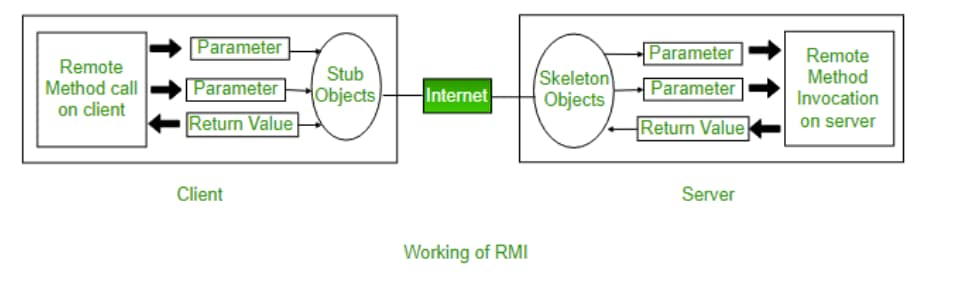 Remote
Method call
on client
Parameter
Parameter
Return Value
Stub
Objects
Internet
Skeleton
Objects
Parameter
Parameter
Return Value
Remote
Method
Invocation
on server
Client
Server
Working of RMI